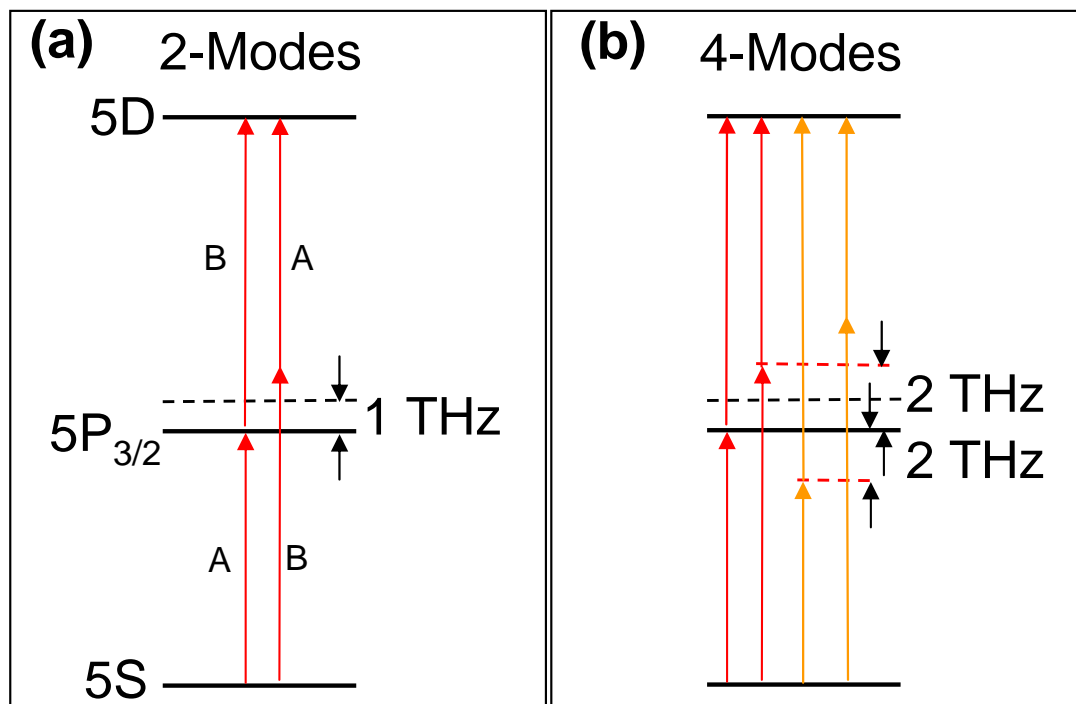 (a) 2-Modes
5D
B A
1 THz
5P3/2
A B
5S
(b) 4-Modes
2 THz
2 THz